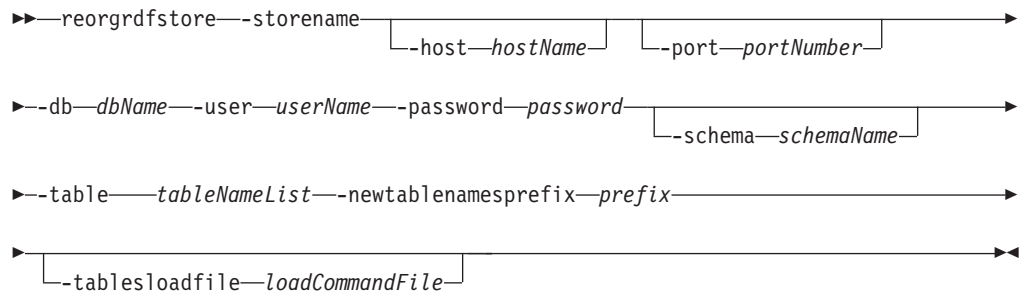 reorgrdfstore -storename
-host hostName -port portNumber
-db dbName -user userName -password password
-schema schemaName
-table tableNameList -newtablenamesprefix prefix
-tablesloadfile loadCommandFile